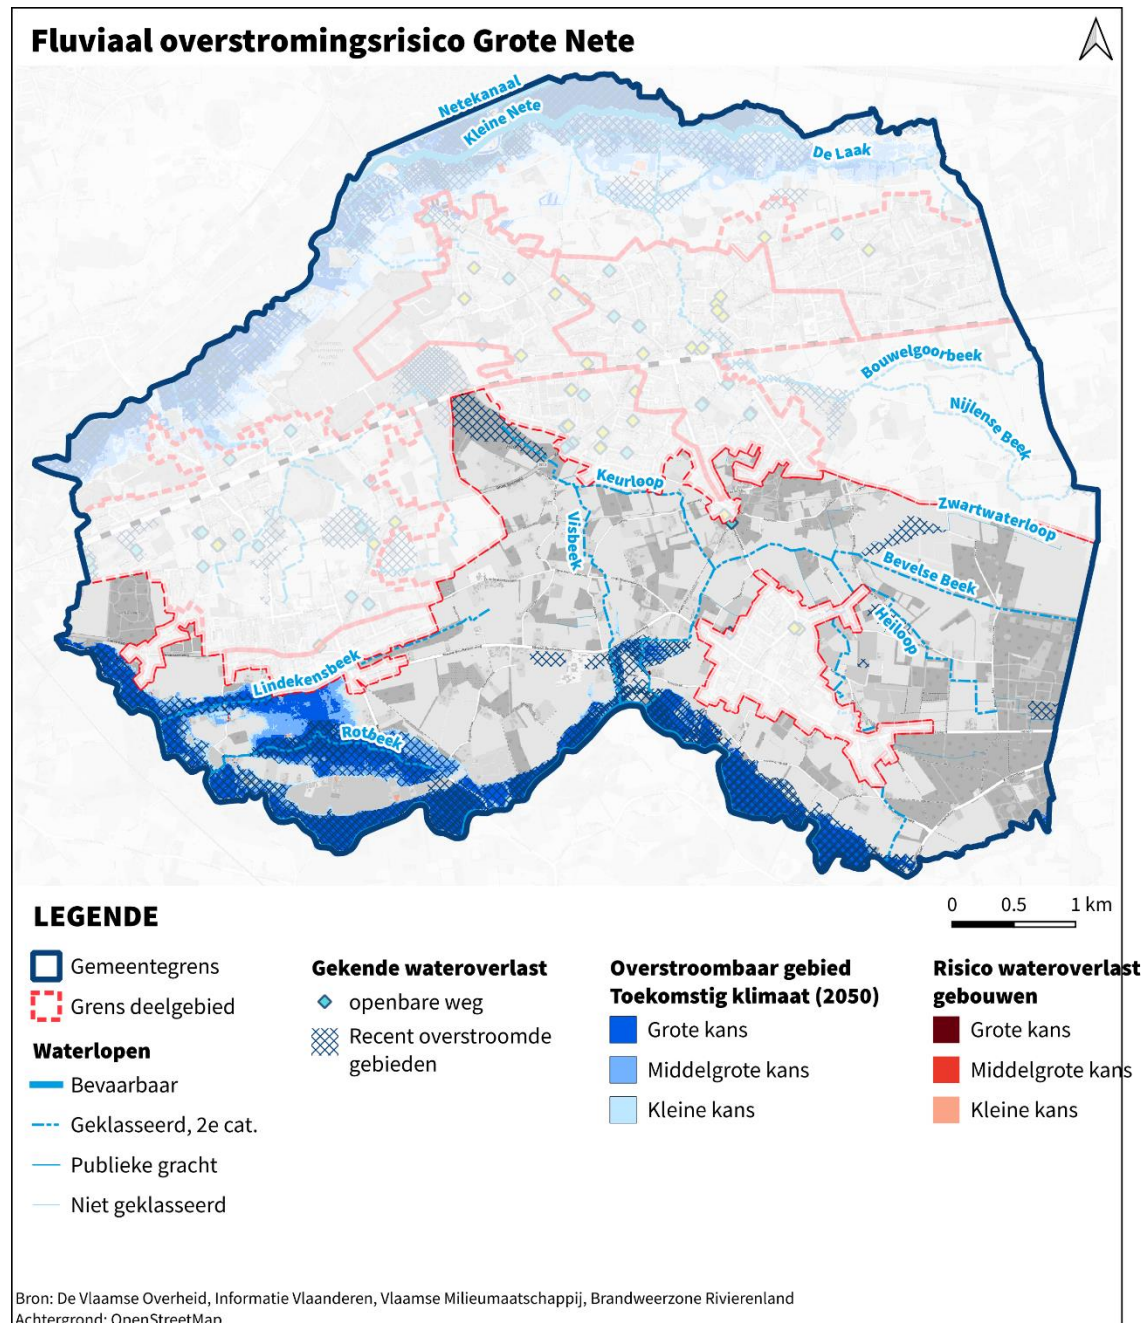 Fluviaal overstromingsrisico Grote Nete
Netekanaal
Kleine Nete
De Laak
Bouwelgoorbeek
Nijlense Beek
Keurloop
Zwartwaterloop
Visbeek
Bevelse Beek
Heiloop
Lindekensbeek
Rotbeek
0 0.5 1 km
LEGENDE
Gemeentegrens
Grens deelgebied
Waterlopen
Bevaarbaar
Geklasseerd, 2e cat.
Publieke gracht
Niet geklasseerd
Gekende wateroverlast
openbare weg
Recent overstroomde
gebieden
Overstroombaar gebied
Toekomstig klimaat (2050)
Grote kans
Middelgrote kans
Kleine kans
Risico wateroverlast
gebouwen
Grote kans
Middelgrote kans
Kleine kans
Bron: De Vlaamse Overheid, Informatie Vlaanderen, Vlaamse Milieumaatschappij, Brandweerzone Rivierenland
Achtergrond: OpenStreetMap